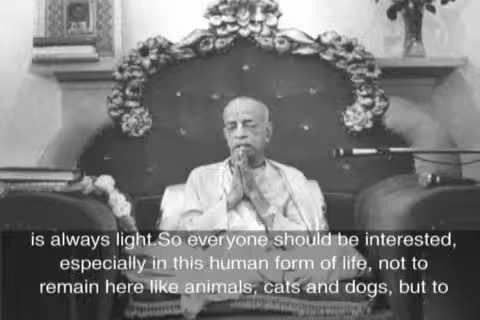 is always light.So everyone should be interested,
especially in this human form of life, not to
remain here like animals, cats and dogs, but to